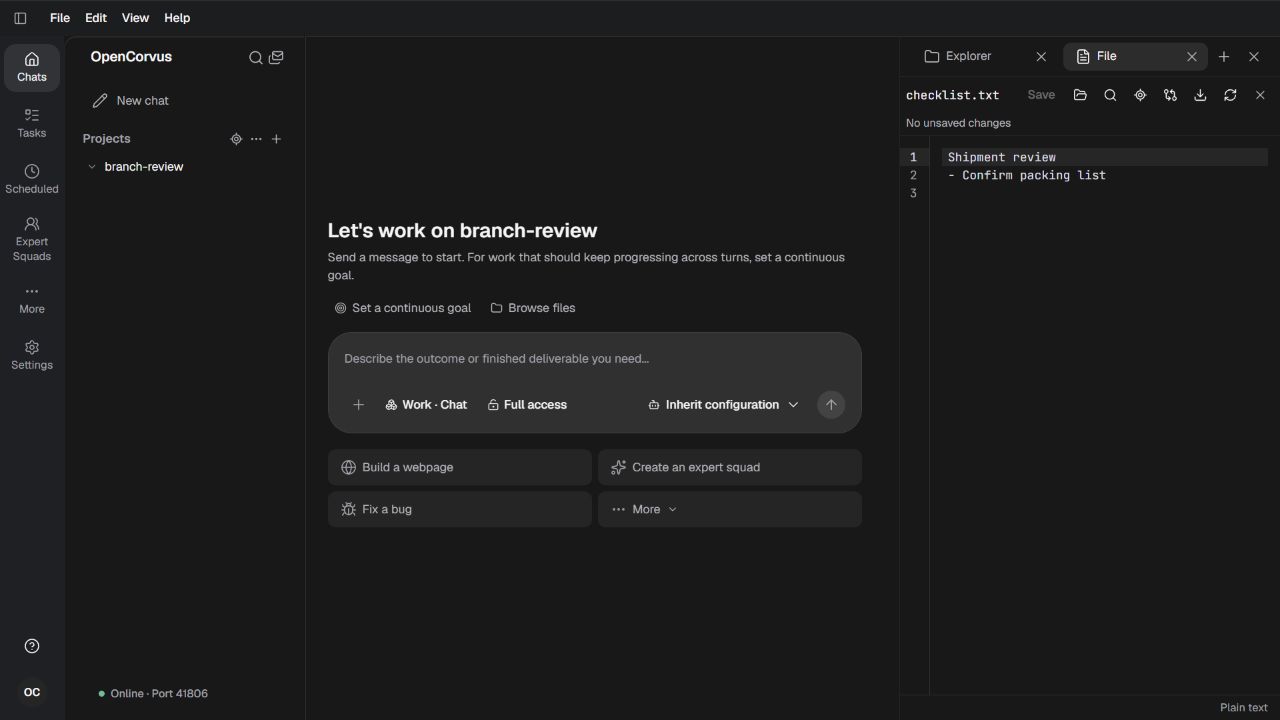 File Edit View Help
Chats
Tasks
Scheduled
Expert
Squads
More
Settings
OC
OpenCorvus
New chat
Projects
branch-review
Online · Port 41806
Let's work on branch-review
Send a message to start. For work that should keep progressing across turns, set a continuous
goal.
Set a continuous goal Browse files
Describe the outcome or finished deliverable you need...
Work · Chat Full access Inherit configuration
Build a webpage Create an expert squad
Fix a bug More
Explorer File
checklist.txt Save
No unsaved changes
1 Shipment review
2 - Confirm packing list
3
Plain text